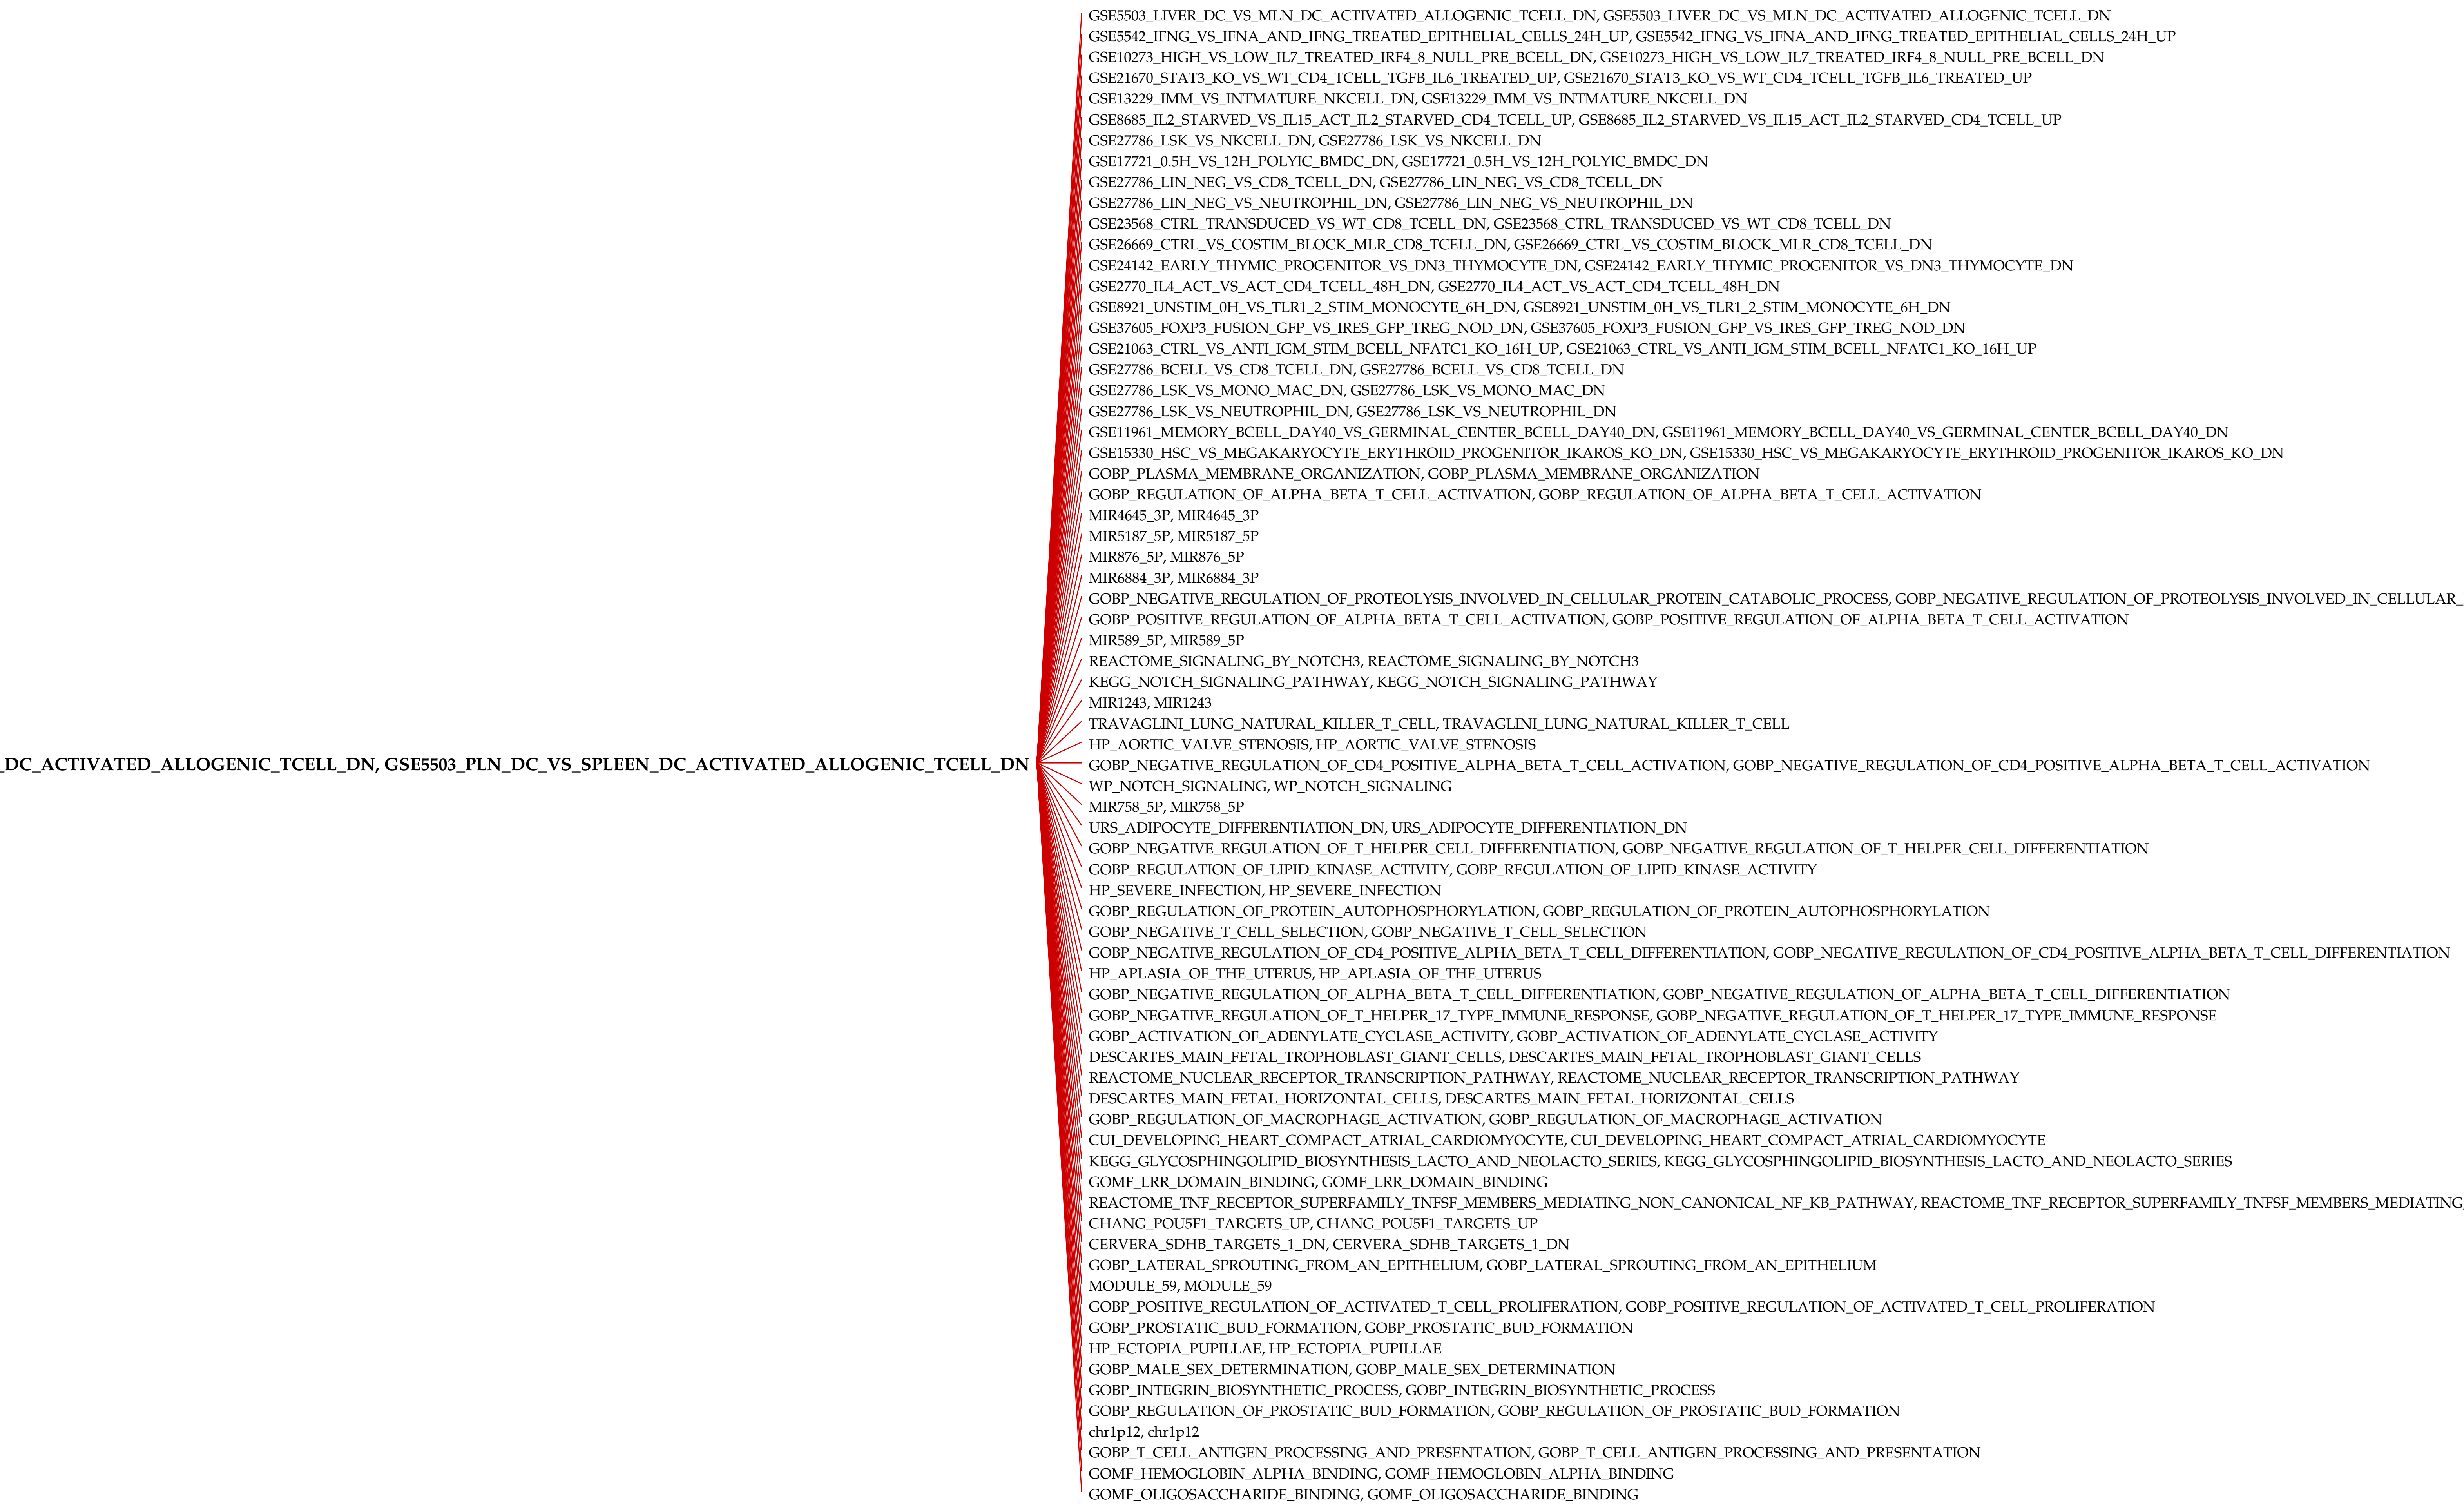 GSE5503_LIVER_DC_VS_MLN_DC_ACTIVATED_ALLOGENIC_TCELL_DN, GSE5503_LIVER_DC_VS_MLN_DC_ACTIVATED_ALLOGENIC_TCELL_DN
GSE5542_IFNG_VS_IFNA_AND_IFNG_TREATED_EPITHELIAL_CELLS_24H_UP, GSE5542_IFNG_VS_IFNA_AND_IFNG_TREATED_EPITHELIAL_CELLS_24H_UP
GSE10273_HIGH_VS_LOW_IL7_TREATED_IRF4_8_NULL_PRE_BCELL_DN, GSE10273_HIGH_VS_LOW_IL7_TREATED_IRF4_8_NULL_PRE_BCELL_DN
GSE21670_STAT3_KO_VS_WT_CD4_TCELL_TGFB_IL6_TREATED_UP, GSE21670_STAT3_KO_VS_WT_CD4_TCELL_TGFB_IL6_TREATED_UP
GSE13229_IMM_VS_INTMATURE_NKCELL_DN, GSE13229_IMM_VS_INTMATURE_NKCELL_DN
GSE8685_IL2_STARVED_VS_IL15_ACT_IL2_STARVED_CD4_TCELL_UP, GSE8685_IL2_STARVED_VS_IL15_ACT_IL2_STARVED_CD4_TCELL_UP
GSE27786_LSK_VS_NKCELL_DN, GSE27786_LSK_VS_NKCELL_DN
GSE17721_0.5H_VS_12H_POLYIC_BMDC_DN, GSE17721_0.5H_VS_12H_POLYIC_BMDC_DN
GSE27786_LIN_NEG_VS_CD8_TCELL_DN, GSE27786_LIN_NEG_VS_CD8_TCELL_DN
GSE27786_LIN_NEG_VS_NEUTROPHIL_DN, GSE27786_LIN_NEG_VS_NEUTROPHIL_DN
GSE23568_CTRL_TRANSDUCED_VS_WT_CD8_TCELL_DN, GSE23568_CTRL_TRANSDUCED_VS_WT_CD8_TCELL_DN
GSE26669_CTRL_VS_COSTIM_BLOCK_MLR_CD8_TCELL_DN, GSE26669_CTRL_VS_COSTIM_BLOCK_MLR_CD8_TCELL_DN
GSE24142_EARLY_THYMIC_PROGENITOR_VS_DN3_THYMOCYTE_DN, GSE24142_EARLY_THYMIC_PROGENITOR_VS_DN3_THYMOCYTE_DN
GSE2770_IL4_ACT_VS_ACT_CD4_TCELL_48H_DN, GSE2770_IL4_ACT_VS_ACT_CD4_TCELL_48H_DN
GSE8921_UNSTIM_0H_VS_TLR1_2_STIM_MONOCYTE_6H_DN, GSE8921_UNSTIM_0H_VS_TLR1_2_STIM_MONOCYTE_6H_DN
GSE37605_FOXP3_FUSION_GFP_VS_IRES_GFP_TREG_NOD_DN, GSE37605_FOXP3_FUSION_GFP_VS_IRES_GFP_TREG_NOD_DN
GSE21063_CTRL_VS_ANTI_IGM_STIM_BCELL_NFATC1_KO_16H_UP, GSE21063_CTRL_VS_ANTI_IGM_STIM_BCELL_NFATC1_KO_16H_UP
GSE27786_BCELL_VS_CD8_TCELL_DN, GSE27786_BCELL_VS_CD8_TCELL_DN
GSE27786_LSK_VS_MONO_MAC_DN, GSE27786_LSK_VS_MONO_MAC_DN
GSE27786_LSK_VS_NEUTROPHIL_DN, GSE27786_LSK_VS_NEUTROPHIL_DN
GSE11961_MEMORY_BCELL_DAY40_VS_GERMINAL_CENTER_BCELL_DAY40_DN, GSE11961_MEMORY_BCELL_DAY40_VS_GERMINAL_CENTER_BCELL_DAY40_DN
GSE15330_HSC_VS_MEGAKARYOCYTE_ERYTHROID_PROGENITOR_IKAROS_KO_DN, GSE15330_HSC_VS_MEGAKARYOCYTE_ERYTHROID_PROGENITOR_IKAROS_KO_DN
GOBP_PLASMA_MEMBRANE_ORGANIZATION, GOBP_PLASMA_MEMBRANE_ORGANIZATION
GOBP_REGULATION_OF_ALPHA_BETA_T_CELL_ACTIVATION, GOBP_REGULATION_OF_ALPHA_BETA_T_CELL_ACTIVATION
MIR4645_3P, MIR4645_3P
MIR5187_5P, MIR5187_5P
MIR876_5P, MIR876_5P
MIR6884_3P, MIR6884_3P
GOBP_NEGATIVE_REGULATION_OF_PROTEOLYSIS_INVOLVED_IN_CELLULAR_PROTEIN_CATABOLIC_PROCESS, GOBP_NEGATIVE_REGULATION_OF_PROTEOLYSIS_INVOLVED_IN_CELLULAR_
GOBP_POSITIVE_REGULATION_OF_ALPHA_BETA_T_CELL_ACTIVATION, GOBP_POSITIVE_REGULATION_OF_ALPHA_BETA_T_CELL_ACTIVATION
MIR589_5P, MIR589_5P
REACTOME_SIGNALING_BY_NOTCH3, REACTOME_SIGNALING_BY_NOTCH3
KEGG_NOTCH_SIGNALING_PATHWAY, KEGG_NOTCH_SIGNALING_PATHWAY
MIR1243, MIR1243
TRAVAGLINI_LUNG_NATURAL_KILLER_T_CELL, TRAVAGLINI_LUNG_NATURAL_KILLER_T_CELL
HP_AORTIC_VALVE_STENOSIS, HP_AORTIC_VALVE_STENOSIS
_DC_ACTIVATED_ALLOGENIC_TCELL_DN, GSE5503_PLN_DC_VS_SPLEEN_DC_ACTIVATED_ALLOGENIC_TCELL_DN
GOBP_NEGATIVE_REGULATION_OF_CD4_POSITIVE_ALPHA_BETA_T_CELL_ACTIVATION, GOBP_NEGATIVE_REGULATION_OF_CD4_POSITIVE_ALPHA_BETA_T_CELL_ACTIVATION
WP_NOTCH_SIGNALING, WP_NOTCH_SIGNALING
MIR758_5P, MIR758_5P
URS_ADIPOCYTE_DIFFERENTIATION_DN, URS_ADIPOCYTE_DIFFERENTIATION_DN
GOBP_NEGATIVE_REGULATION_OF_T_HELPER_CELL_DIFFERENTIATION, GOBP_NEGATIVE_REGULATION_OF_T_HELPER_CELL_DIFFERENTIATION
GOBP_REGULATION_OF_LIPID_KINASE_ACTIVITY, GOBP_REGULATION_OF_LIPID_KINASE_ACTIVITY
HP_SEVERE_INFECTION, HP_SEVERE_INFECTION
GOBP_REGULATION_OF_PROTEIN_AUTOPHOSPHORYLATION, GOBP_REGULATION_OF_PROTEIN_AUTOPHOSPHORYLATION
GOBP_NEGATIVE_T_CELL_SELECTION, GOBP_NEGATIVE_T_CELL_SELECTION
GOBP_NEGATIVE_REGULATION_OF_CD4_POSITIVE_ALPHA_BETA_T_CELL_DIFFERENTIATION, GOBP_NEGATIVE_REGULATION_OF_CD4_POSITIVE_ALPHA_BETA_T_CELL_DIFFERENTIATION
HP_APLASIA_OF_THE_UTERUS, HP_APLASIA_OF_THE_UTERUS
GOBP_NEGATIVE_REGULATION_OF_ALPHA_BETA_T_CELL_DIFFERENTIATION, GOBP_NEGATIVE_REGULATION_OF_ALPHA_BETA_T_CELL_DIFFERENTIATION
GOBP_NEGATIVE_REGULATION_OF_T_HELPER_17_TYPE_IMMUNE_RESPONSE, GOBP_NEGATIVE_REGULATION_OF_T_HELPER_17_TYPE_IMMUNE_RESPONSE
GOBP_ACTIVATION_OF_ADENYLATE_CYCLASE_ACTIVITY, GOBP_ACTIVATION_OF_ADENYLATE_CYCLASE_ACTIVITY
DESCARTES_MAIN_FETAL_TROPHOBLAST_GIANT_CELLS, DESCARTES_MAIN_FETAL_TROPHOBLAST_GIANT_CELLS
REACTOME_NUCLEAR_RECEPTOR_TRANSCRIPTION_PATHWAY, REACTOME_NUCLEAR_RECEPTOR_TRANSCRIPTION_PATHWAY
DESCARTES_MAIN_FETAL_HORIZONTAL_CELLS, DESCARTES_MAIN_FETAL_HORIZONTAL_CELLS
GOBP_REGULATION_OF_MACROPHAGE_ACTIVATION, GOBP_REGULATION_OF_MACROPHAGE_ACTIVATION
CUI_DEVELOPING_HEART_COMPACT_ATRIAL_CARDIOMYOCYTE, CUI_DEVELOPING_HEART_COMPACT_ATRIAL_CARDIOMYOCYTE
KEGG_GLYCOSPHINGOLIPID_BIOSYNTHESIS_LACTO_AND_NEOLACTO_SERIES, KEGG_GLYCOSPHINGOLIPID_BIOSYNTHESIS_LACTO_AND_NEOLACTO_SERIES
GOMF_LRR_DOMAIN_BINDING, GOMF_LRR_DOMAIN_BINDING
REACTOME_TNF_RECEPTOR_SUPERFAMILY_TNFSF_MEMBERS_MEDIATING_NON_CANONICAL_NF_KB_PATHWAY, REACTOME_TNF_RECEPTOR_SUPERFAMILY_TNFSF_MEMBERS_MEDIATING_
CHANG_POU5F1_TARGETS_UP, CHANG_POU5F1_TARGETS_UP
CERVERA_SDHB_TARGETS_1_DN, CERVERA_SDHB_TARGETS_1_DN
GOBP_LATERAL_SPROUTING_FROM_AN_EPITHELIUM, GOBP_LATERAL_SPROUTING_FROM_AN_EPITHELIUM
MODULE_59, MODULE_59
GOBP_POSITIVE_REGULATION_OF_ACTIVATED_T_CELL_PROLIFERATION, GOBP_POSITIVE_REGULATION_OF_ACTIVATED_T_CELL_PROLIFERATION
GOBP_PROSTATIC_BUD_FORMATION, GOBP_PROSTATIC_BUD_FORMATION
HP_ECTOPIA_PUPILLAE, HP_ECTOPIA_PUPILLAE
GOBP_MALE_SEX_DETERMINATION, GOBP_MALE_SEX_DETERMINATION
GOBP_INTEGRIN_BIOSYNTHETIC_PROCESS, GOBP_INTEGRIN_BIOSYNTHETIC_PROCESS
GOBP_REGULATION_OF_PROSTATIC_BUD_FORMATION, GOBP_REGULATION_OF_PROSTATIC_BUD_FORMATION
chr1p12, chr1p12
GOBP_T_CELL_ANTIGEN_PROCESSING_AND_PRESENTATION, GOBP_T_CELL_ANTIGEN_PROCESSING_AND_PRESENTATION
GOMF_HEMOGLOBIN_ALPHA_BINDING, GOMF_HEMOGLOBIN_ALPHA_BINDING
GOMF_OLIGOSACCHARIDE_BINDING, GOMF_OLIGOSACCHARIDE_BINDING